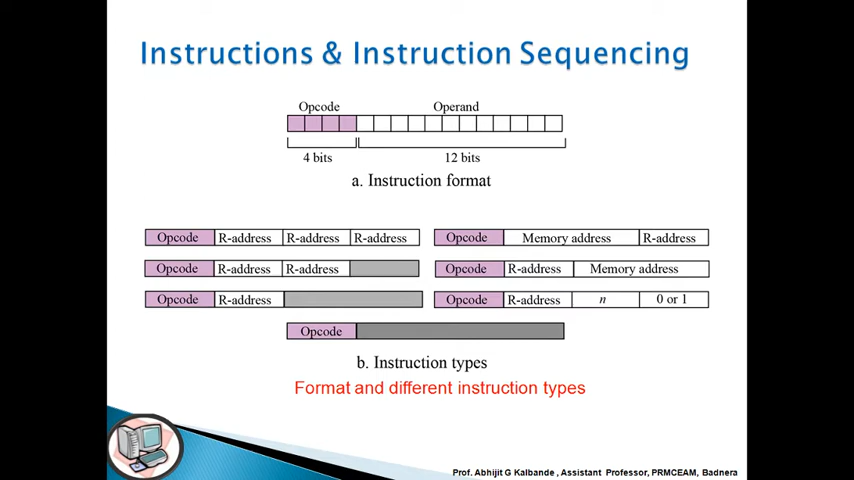 Instructions & Instruction Sequencing
Opcode Operand
4 bits 12 bits
a. Instruction format
Opcode R-address R-address R-address Opcode Memory address R-address
Opcode R-address R-address Opcode R-address Memory address
Opcode R-address Opcode R-address n 0 or 1
Opcode
b. Instruction types
Format and different instruction types
Prof. Abhijit G Kalbande , Assistant Professor, PRMCEAM, Badnera